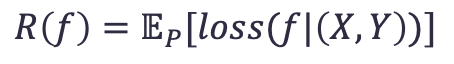 R(f) = 𝔼_P[loss(f|(X, Y))]